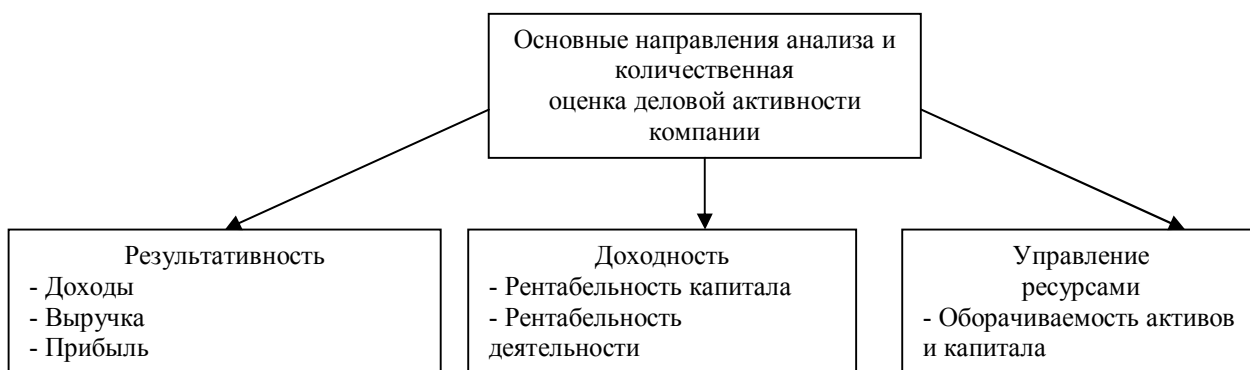 Основные направления анализа и
количественная
оценка деловой активности
компании
Результативность
- Доходы
- Выручка
- Прибыль
Доходность
- Рентабельность капитала
- Рентабельность
деятельности
Управление
ресурсами
- Оборачиваемость активов
и капитала